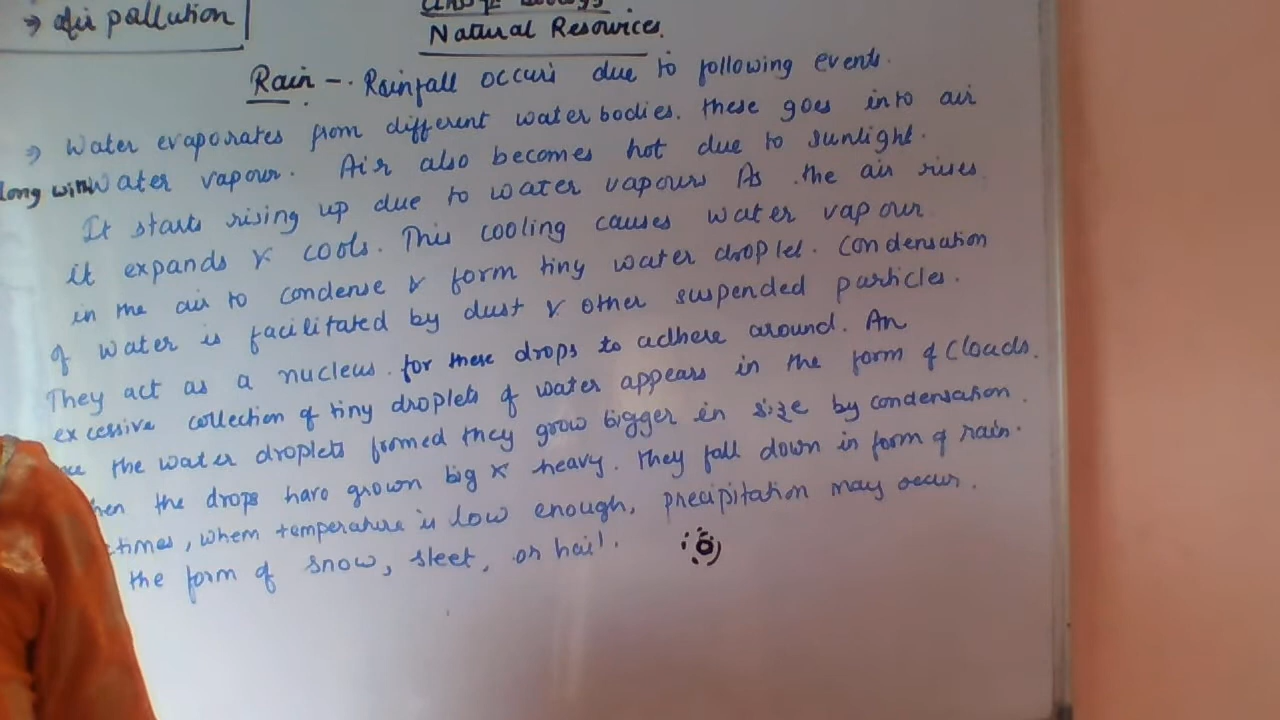 → Air pollution
Natural Resources.
Rain -. Rainfall occurs due to following events.
→ Water evaporates from different water bodies. these goes into air
long with water vapour. Air also becomes hot due to sunlight.
It starts rising up due to water vapours As the air rises
it expands & cools. This cooling causes water vapour
in the air to condense & form tiny water droplet. Condensation
of water is facilitated by dust & other suspended particles.
They act as a nucleus for these drops to adhere around. An
excessive collection of tiny droplets of water appears in the form of Clouds.
the water droplets fromed they grow bigger in size by condensation.
hen the drops hare grown big & heavy. They fall down in form of rain.
times, whem temperature is low enough, precipitation may occur.
the form of snow, sleet, or hail.